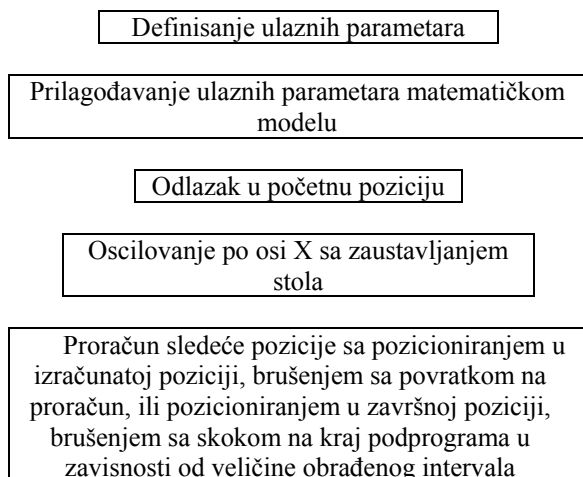 Definisanje ulaznih parametara
Prilagođavanje ulaznih parametara matematičkom
modelu
Odlazak u početnu poziciju
Oscilovanje po osi X sa zaustavljanjem
stola
Proračun sledeće pozicije sa pozicioniranjem u
izračunatoj poziciji, brušenjem sa povratkom na
proračun, ili pozicioniranjem u završnoj poziciji,
brušenjem sa skokom na kraj podprograma u
zavisnosti od veličine obrađenog intervala